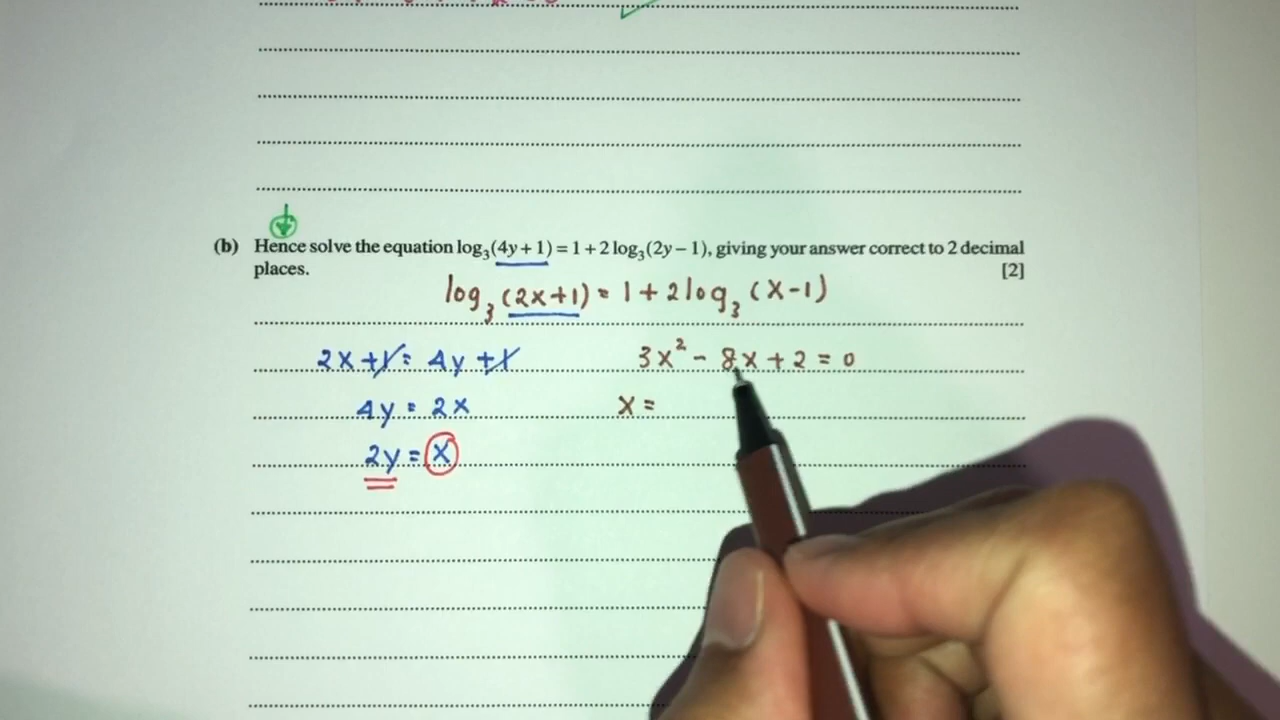 (b) Hence solve the equation log₃(4y + 1) = 1 + 2 log₃(2y − 1), giving your answer correct to 2 decimal
places. [2]
log₃(2x+1) = 1 + 2log₃(x-1)
2x + 1 = 4y + 1
3x² - 8x + 2 = 0
4y = 2x
x =
2y = x